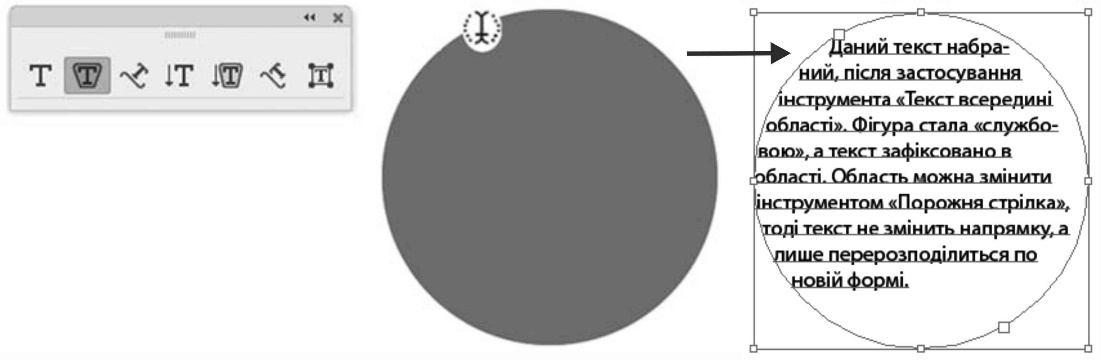 Даний текст набра-
ний, після застосування
інструмента «Текст всередині
області». Фігура стала «службо-
вою», а текст зафіксовано в
області. Область можна змінити
інструментом «Порожня стрілка»,
тоді текст не змінить напрямку, а
лише перерозподілиться по
новій формі.